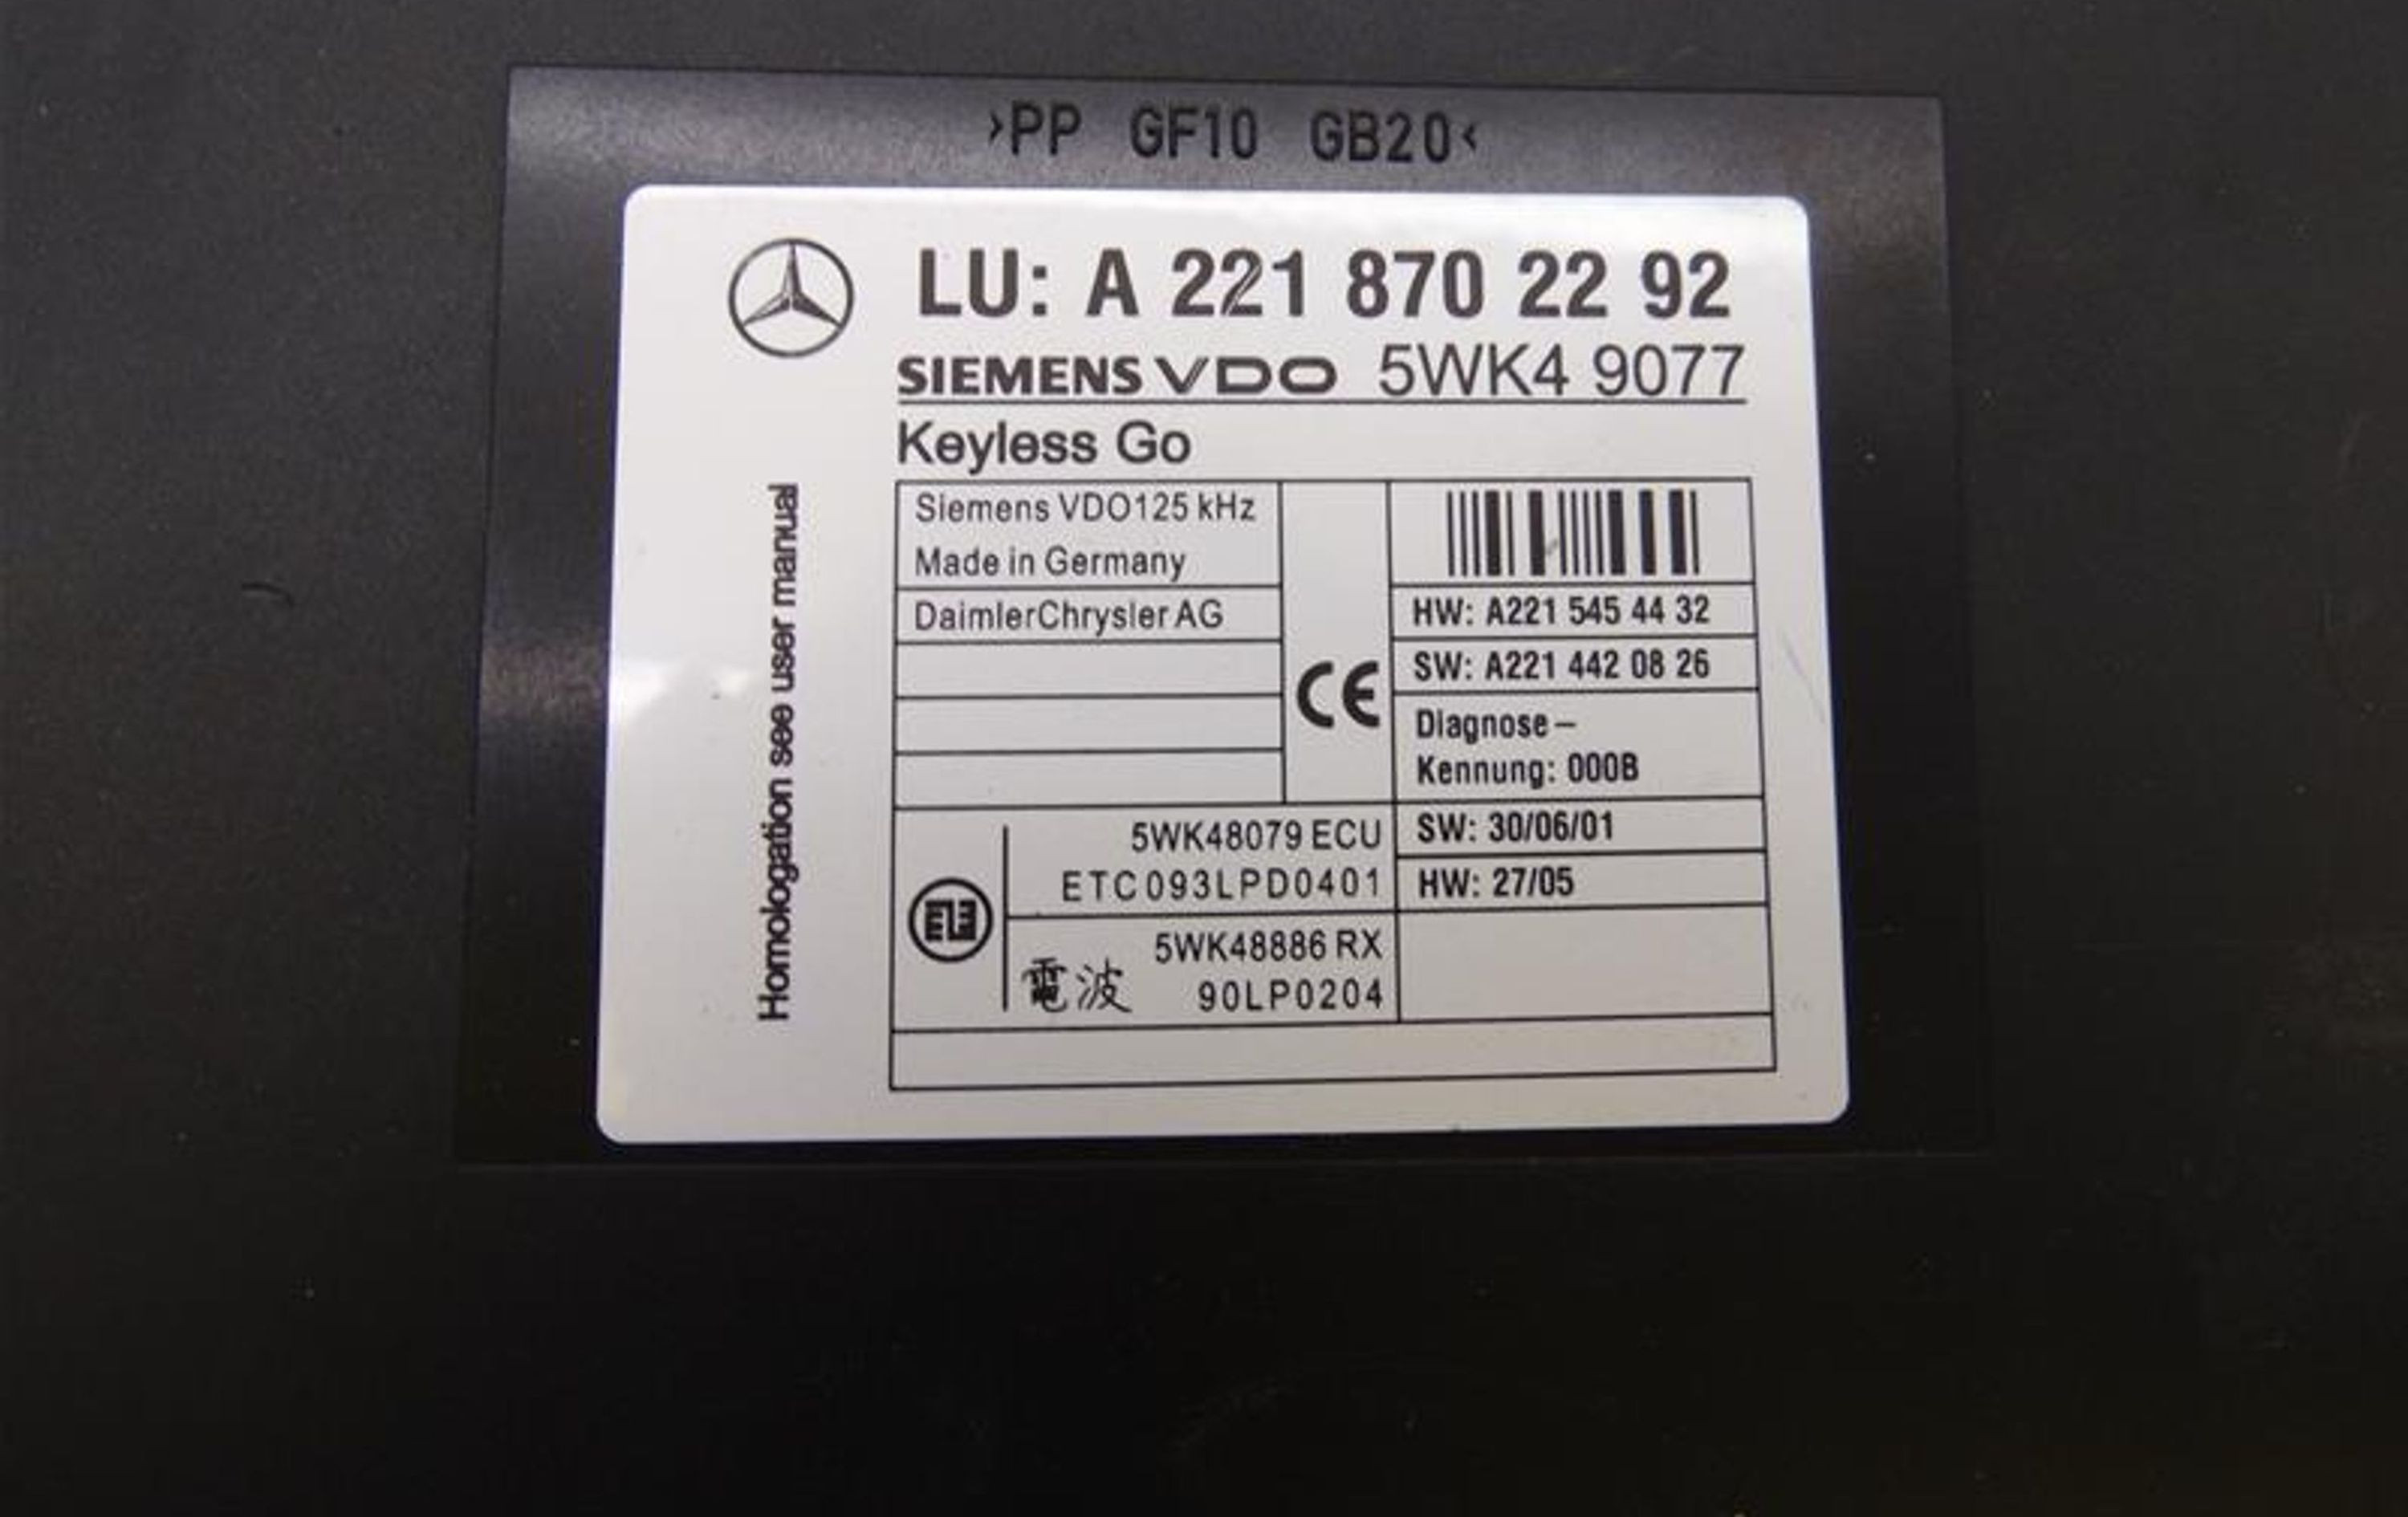 >PP GF10 GB20<
LU: A 221 870 22 92
SIEMENS VDO 5WK4 9077
Keyless Go
Homologation see user manual
Siemens VDO125 kHz
Made in Germany
DaimlerChrysler AG
CE
HW: A221 545 44 32
SW: A221 442 08 26
Diagnose –
Kennung: 000B
SW: 30/06/01
HW: 27/05
5WK48079 ECU
ETC093LPD0401
5WK48886 RX
電波 90LP0204